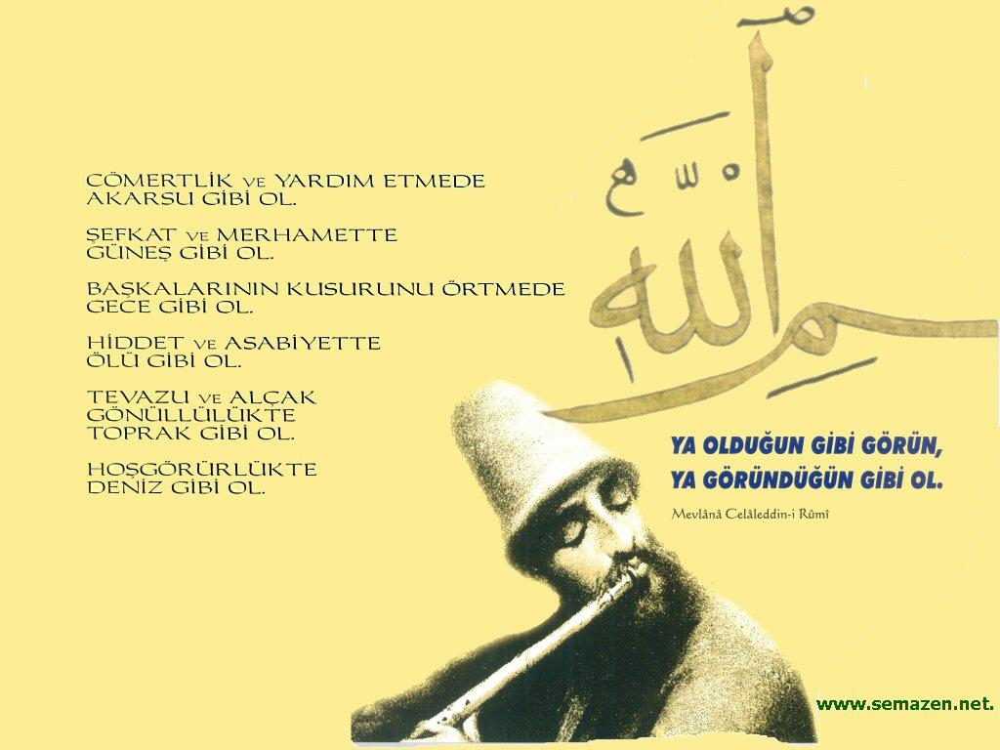 CÖMERTLİK VE YARDIM ETMEDE
AKARSU GİBİ OL.
ŞEFKAT VE MERHAMETTE
GÜNEŞ GİBİ OL.
BAŞKALARININ KUSURUNU ÖRTMEDE
GECE GİBİ OL.
HİDDET VE ASABİYETTE
ÖLÜ GİBİ OL.
TEVAZU VE ALÇAK
GÖNÜLLÜLÜKTE
TOPRAK GİBİ OL.
HOŞGÖRÜRLÜKTE
DENİZ GİBİ OL.
YA OLDUĞUN GİBİ GÖRÜN,
YA GÖRÜNDÜĞÜN GİBİ OL.
Mevlânâ Celâleddin-i Rûmî
www.semazen.net.